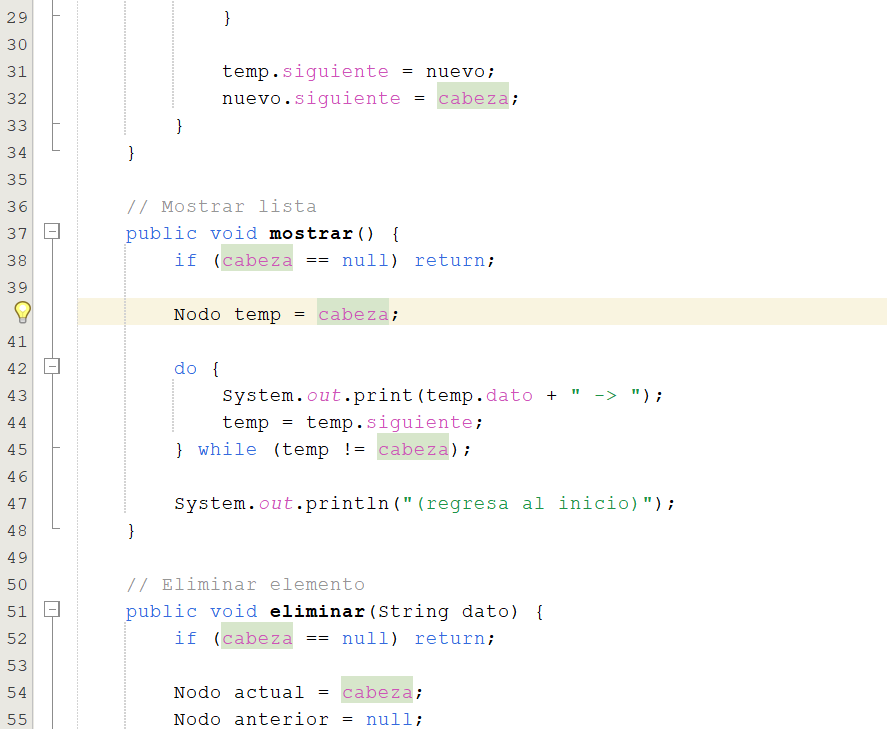 29 }
30
31 temp.siguiente = nuevo;
32 nuevo.siguiente = cabeza;
33 }
34 }
35
36 // Mostrar lista
37 public void mostrar() {
38 if (cabeza == null) return;
39
Nodo temp = cabeza;
41
42 do {
43 System.out.print(temp.dato + " -> ");
44 temp = temp.siguiente;
45 } while (temp != cabeza);
46
47 System.out.println("(regresa al inicio)");
48 }
49
50 // Eliminar elemento
51 public void eliminar(String dato) {
52 if (cabeza == null) return;
53
54 Nodo actual = cabeza;
55 Nodo anterior = null;